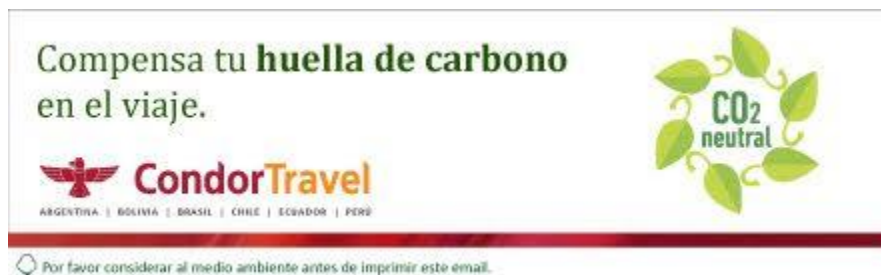 Compensa tu huella de carbono
en el viaje.
CO2
neutral
CondorTravel
ARGENTINA | BOLIVIA | BRASIL | CHILE | ECUADOR | PERÚ
Por favor considerar al medio ambiente antes de imprimir este email.